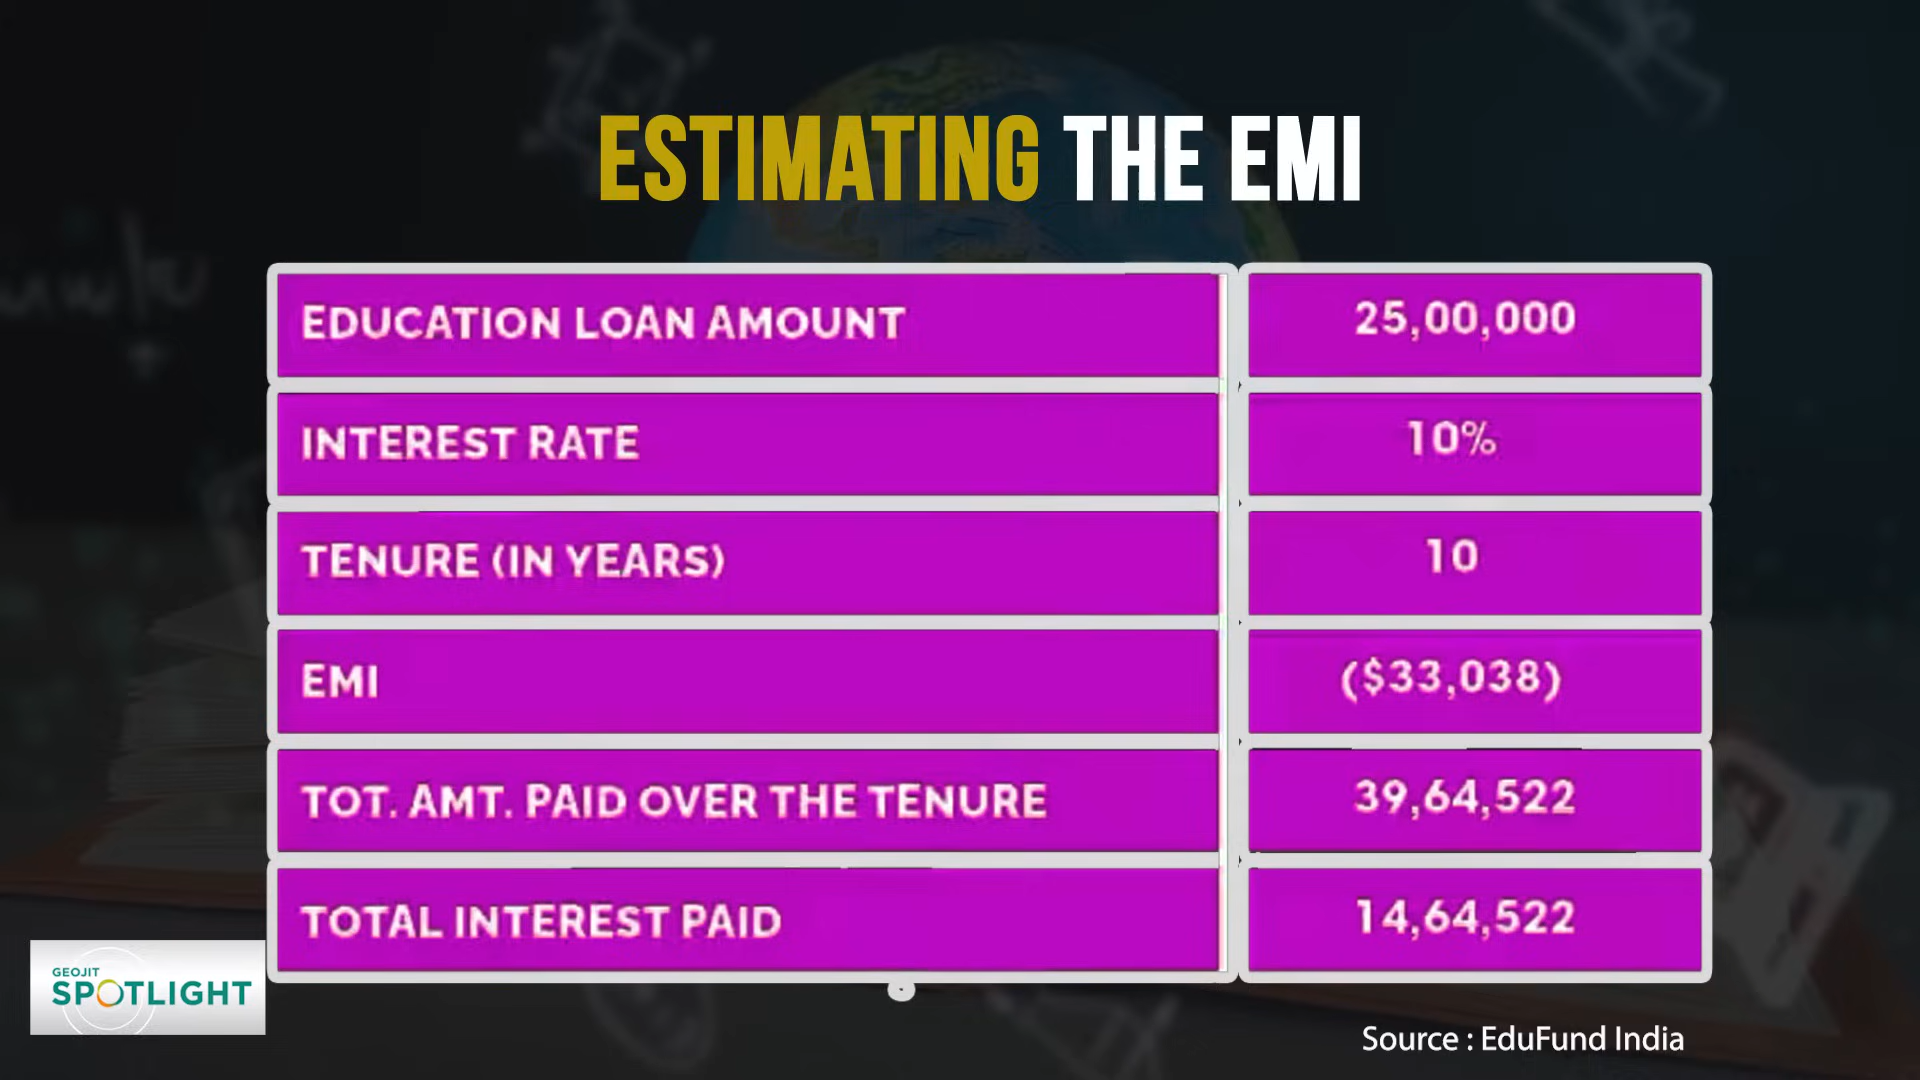 ESTIMATING THE EMI
EDUCATION LOAN AMOUNT 25,00,000
INTEREST RATE 10%
TENURE (IN YEARS) 10
EMI ($33,038)
TOT. AMT. PAID OVER THE TENURE 39,64,522
TOTAL INTEREST PAID 14,64,522
GEOJIT
SPOTLIGHT
Source : EduFund India